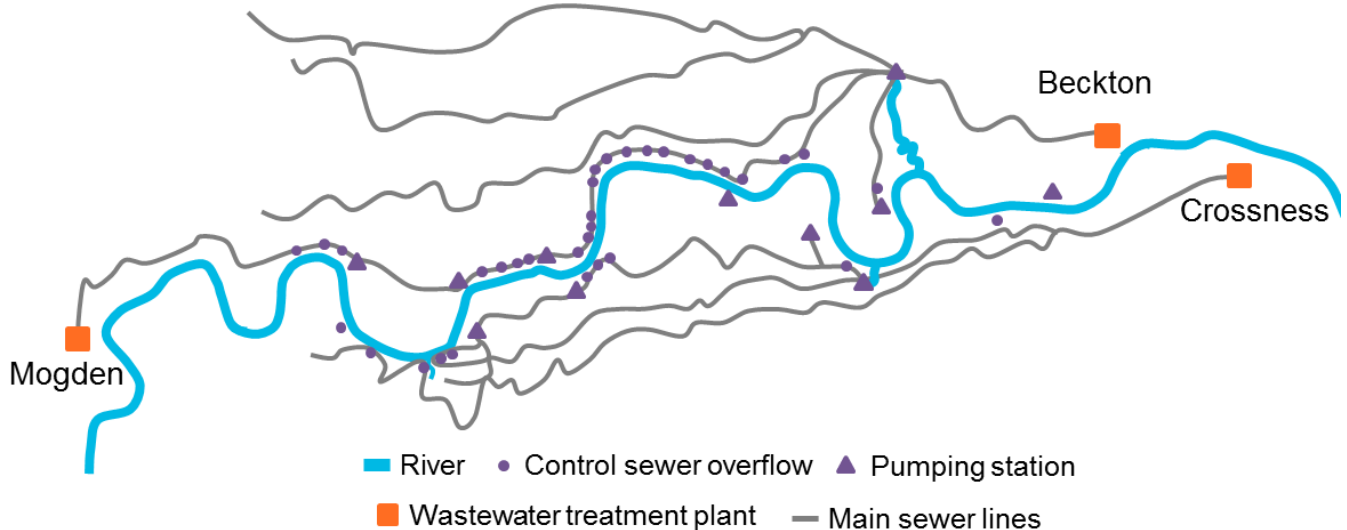 Beckton
Crossness
Mogden
River
Control sewer overflow
Pumping station
Wastewater treatment plant
Main sewer lines